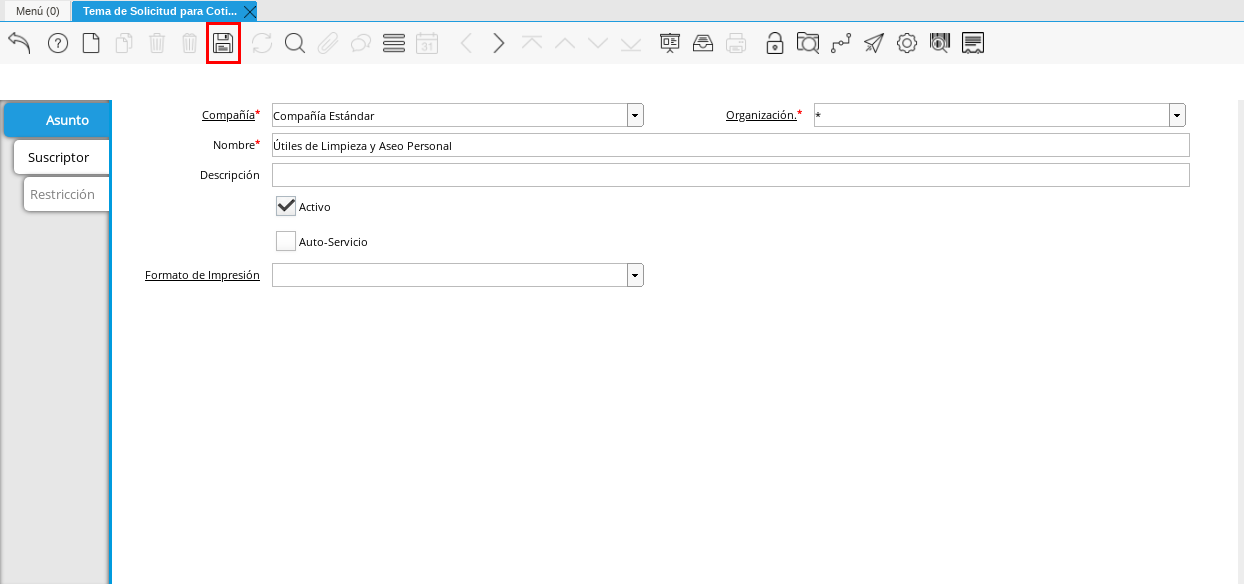 Menú (0) Tema de Solicitud para Coti...
31
Asunto
Suscriptor
Restricción
Compañía* Compañía Estándar Organización.* *
Nombre* Útiles de Limpieza y Aseo Personal
Descripción
Activo
Auto-Servicio
Formato de Impresión